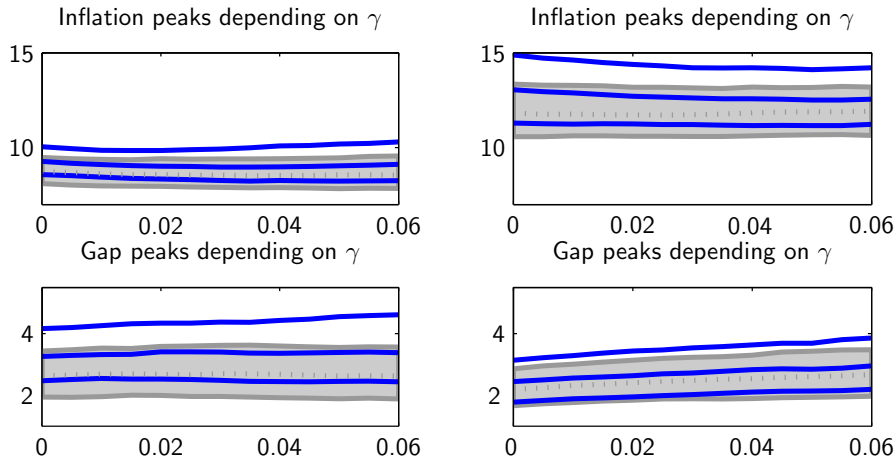 Inflation peaks depending on γ
15
10
0 0.02 0.04 0.06
Inflation peaks depending on γ
15
10
0 0.02 0.04 0.06
Gap peaks depending on γ
4
2
0 0.02 0.04 0.06
Gap peaks depending on γ
4
2
0 0.02 0.04 0.06